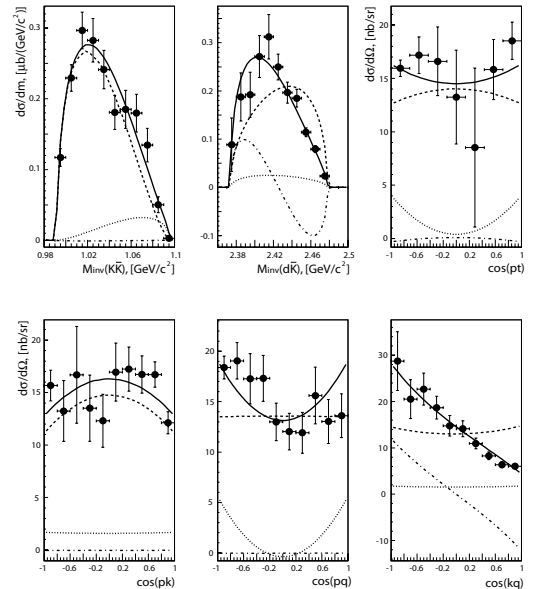 dσ/dm, [μb/(GeV/c²)]
0.3
0.2
0.1
0
0.98 1.02 1.06 1.1
Minv(KK̄), [GeV/c²]
0.3
0.2
0.1
0
-0.1
2.38 2.42 2.46 2.5
Minv(dK̄), [GeV/c²]
dσ/dΩ, [nb/sr]
20
15
10
5
0
-1 -0.6 -0.2 0.2 0.6 1
cos(pt)
dσ/dΩ, [nb/sr]
20
15
10
5
0
-1 -0.6 -0.2 0.2 0.6 1
cos(pk)
20
15
10
5
0
-1 -0.6 -0.2 0.2 0.6 1
cos(pq)
30
20
10
0
-10
-1 -0.6 -0.2 0.2 0.6 1
cos(kq)